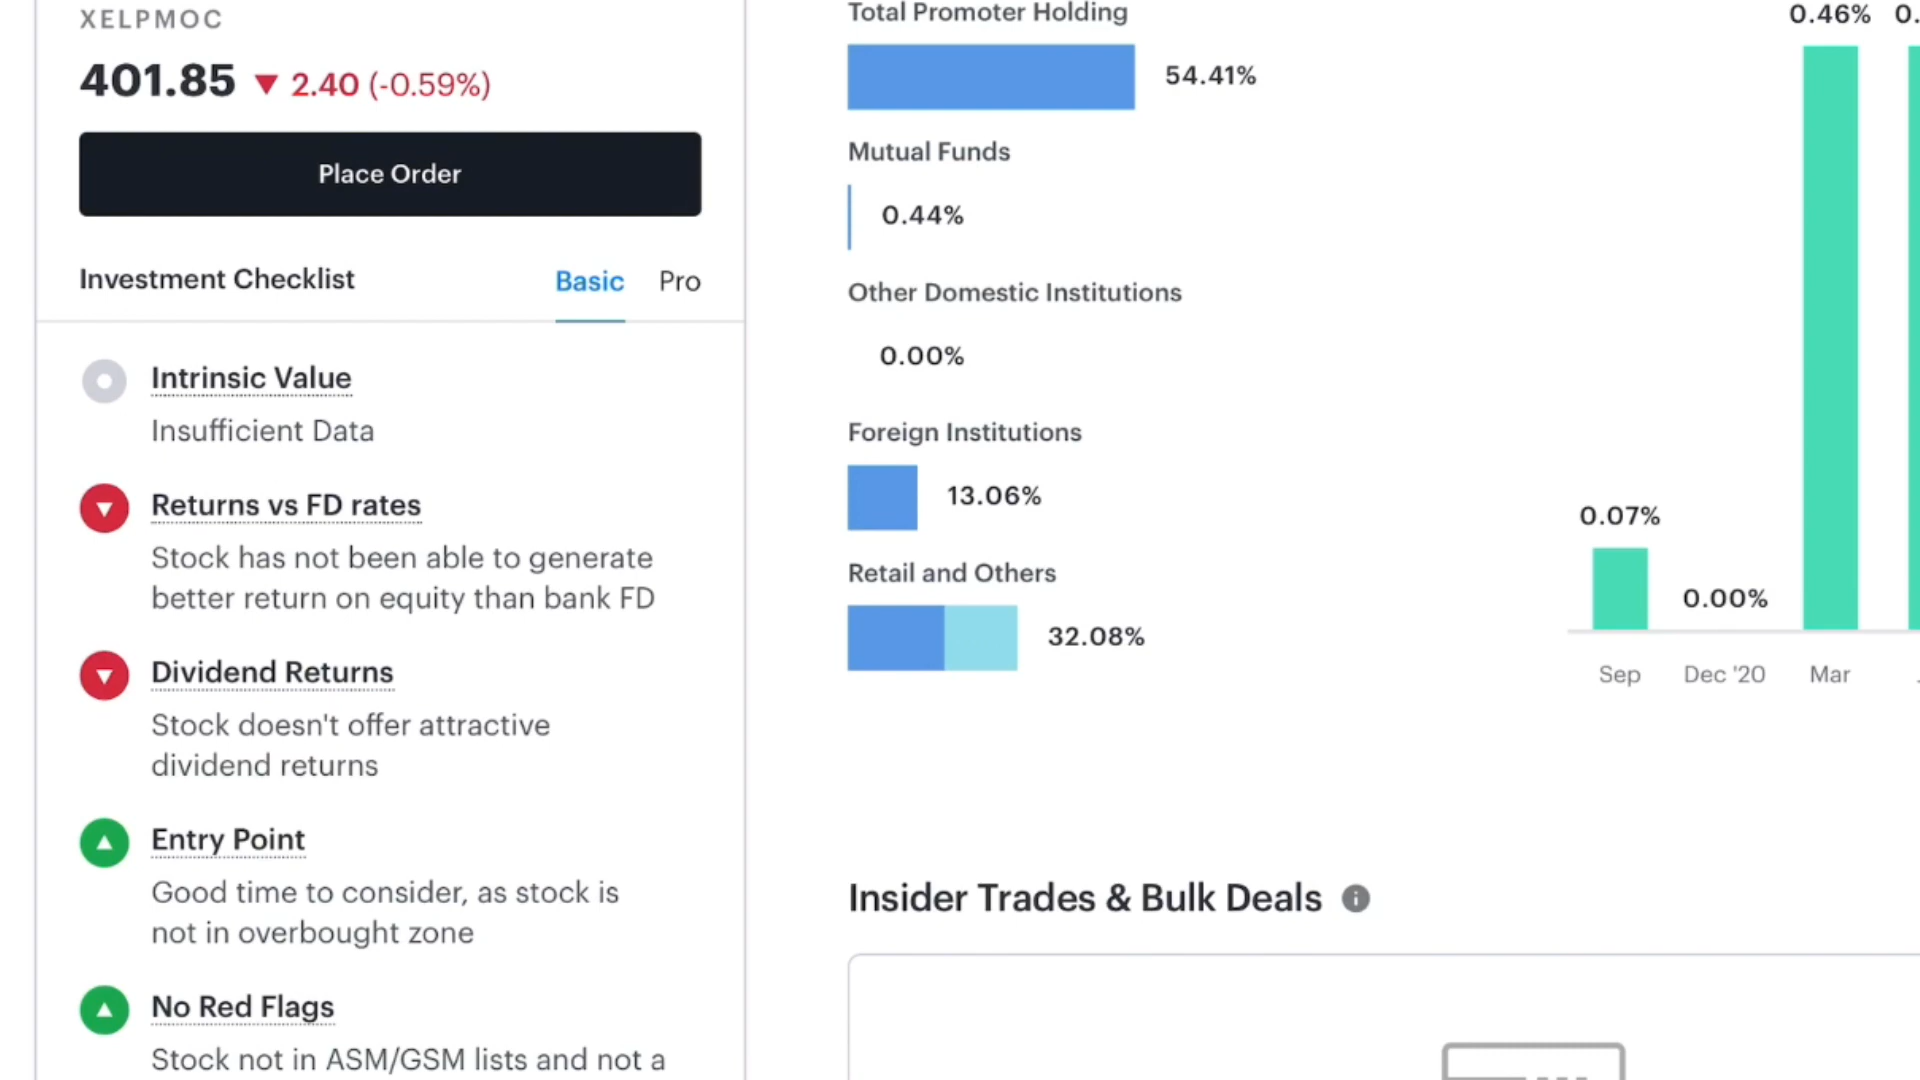 XELPMOC
401.85 ▼ 2.40 (-0.59%)
Place Order
Investment Checklist
Basic
Pro
Intrinsic Value
Insufficient Data
Returns vs FD rates
Stock has not been able to generate
better return on equity than bank FD
Dividend Returns
Stock doesn't offer attractive
dividend returns
Entry Point
Good time to consider, as stock is
not in overbought zone
No Red Flags
Stock not in ASM/GSM lists and not a
Total Promoter Holding
54.41%
Mutual Funds
0.44%
Other Domestic Institutions
0.00%
Foreign Institutions
13.06%
Retail and Others
32.08%
0.46%
0.07%
0.00%
Sep
Dec '20
Mar
Insider Trades & Bulk Deals